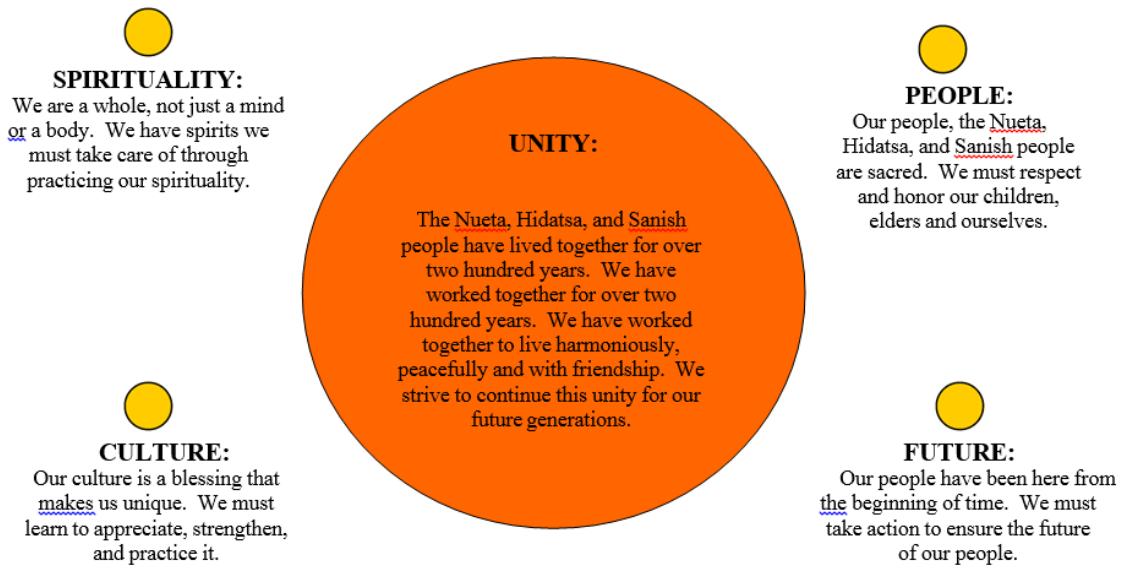 SPIRITUALITY:
We are a whole, not just a mind
or a body.  We have spirits we
must take care of through
practicing our spirituality.
UNITY:
The Nueta, Hidatsa, and Sanish
people have lived together for over
two hundred years.  We have
worked together for over two
hundred years.  We have worked
together to live harmoniously,
peacefully and with friendship.  We
strive to continue this unity for our
future generations.
PEOPLE:
Our people, the Nueta,
Hidatsa, and Sanish people
are sacred.  We must respect
and honor our children,
elders and ourselves.
CULTURE:
Our culture is a blessing that
makes us unique.  We must
learn to appreciate, strengthen,
and practice it.
FUTURE:
Our people have been here from
the beginning of time.  We must
take action to ensure the future
of our people.